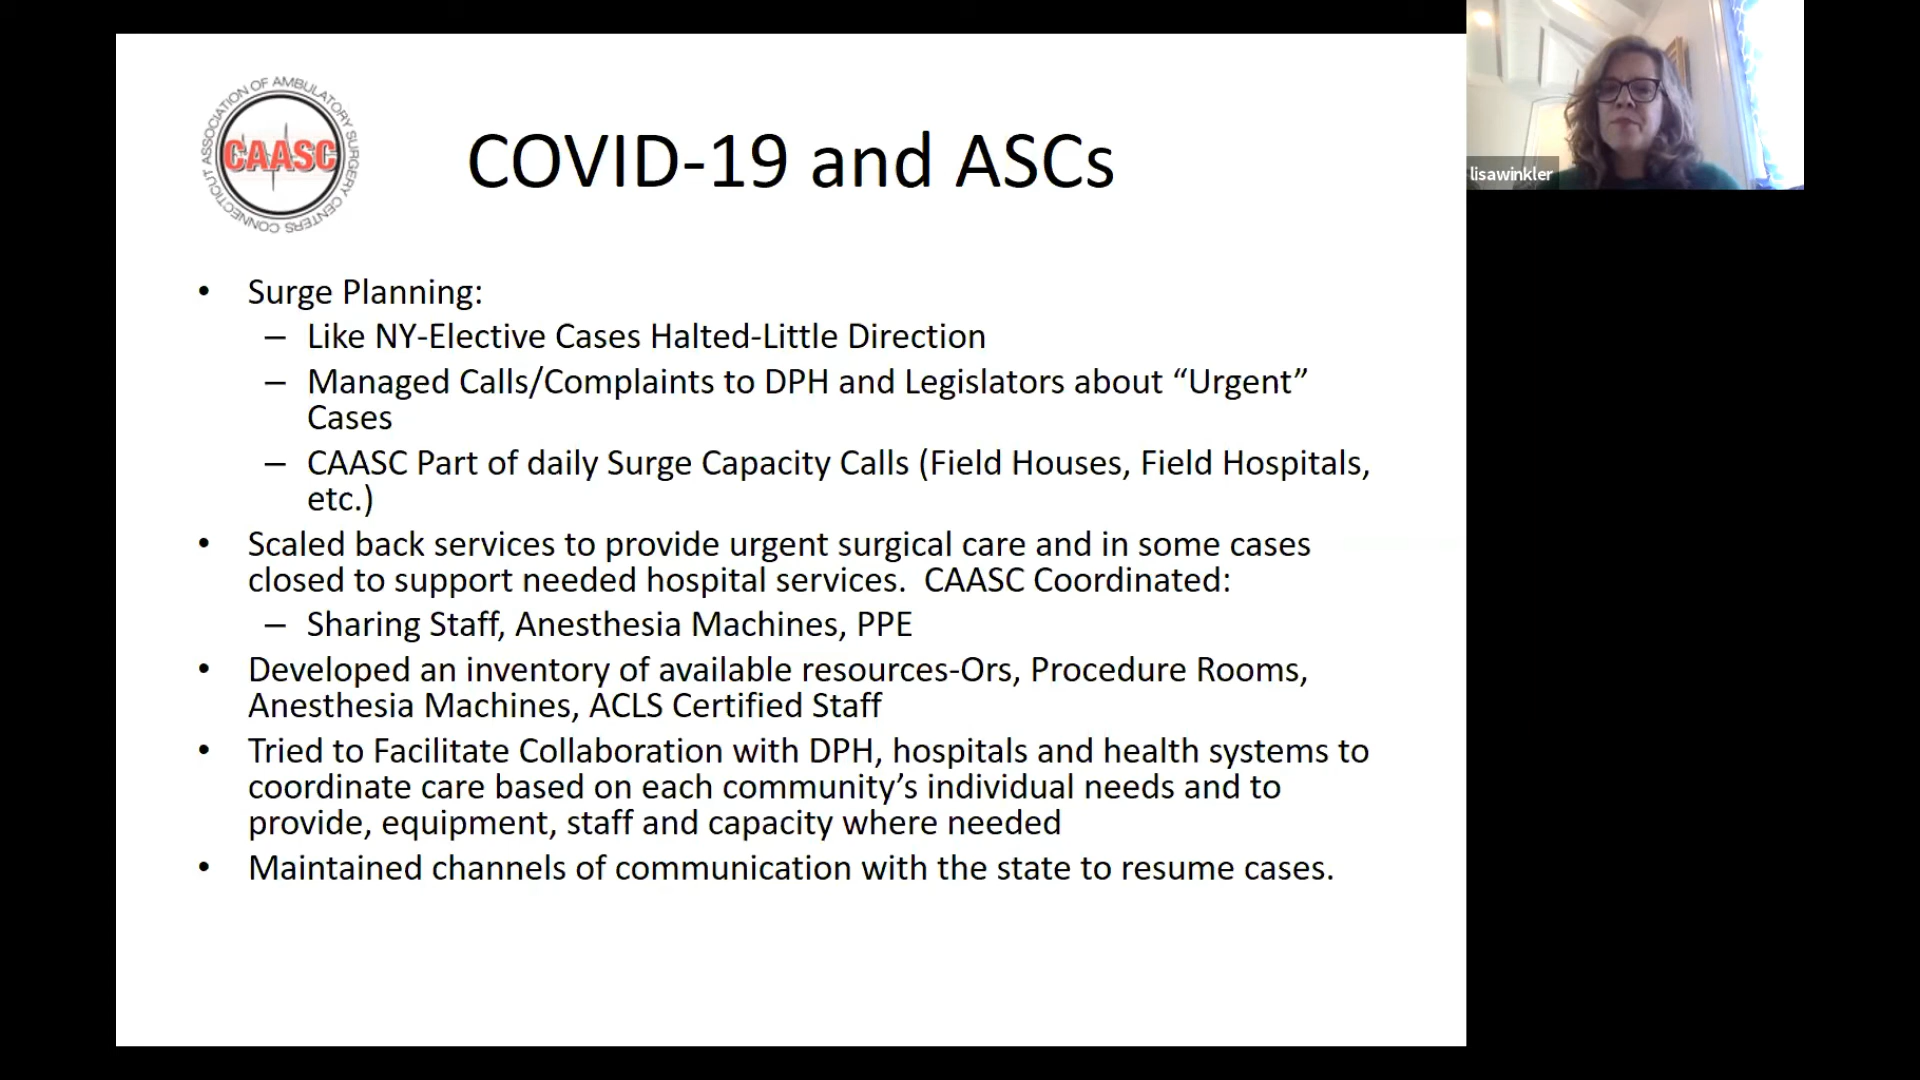 CONNECTICUT ASSOCIATION OF AMBULATORY SURGERY CENTERS
CAASC
COVID-19 and ASCs
lisawinkler
• Surge Planning:
– Like NY-Elective Cases Halted-Little Direction
– Managed Calls/Complaints to DPH and Legislators about “Urgent”
Cases
– CAASC Part of daily Surge Capacity Calls (Field Houses, Field Hospitals,
etc.)
• Scaled back services to provide urgent surgical care and in some cases
closed to support needed hospital services.  CAASC Coordinated:
– Sharing Staff, Anesthesia Machines, PPE
• Developed an inventory of available resources-Ors, Procedure Rooms,
Anesthesia Machines, ACLS Certified Staff
• Tried to Facilitate Collaboration with DPH, hospitals and health systems to
coordinate care based on each community’s individual needs and to
provide, equipment, staff and capacity where needed
• Maintained channels of communication with the state to resume cases.